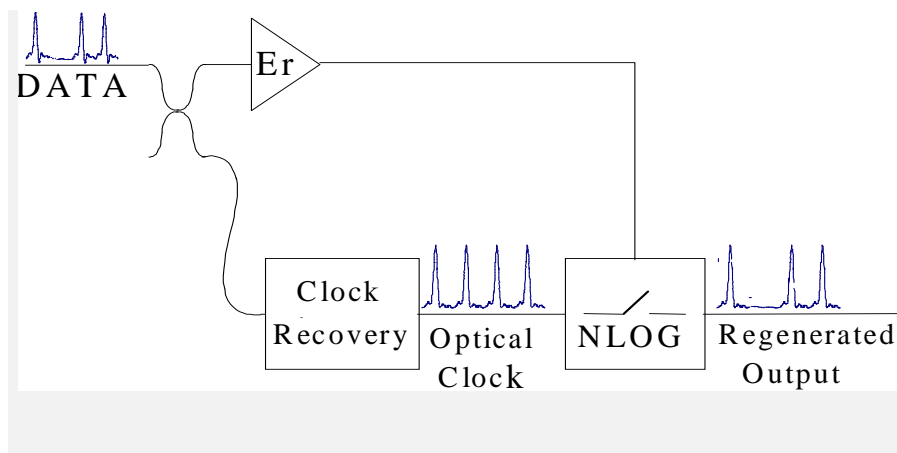 Er
DATA
Clock
Recovery
Optical
Clock
NLOG
Regenerated
Output